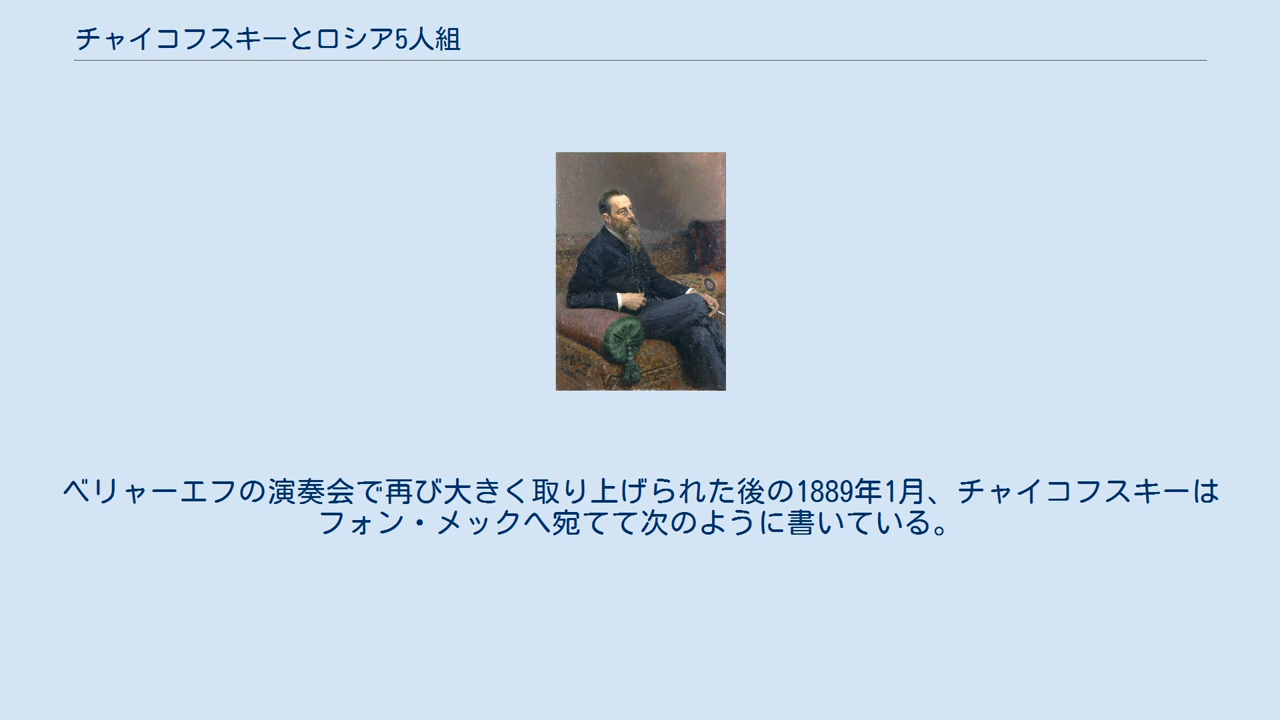 チャイコフスキーとロシア5人組
ベリャーエフの演奏会で再び大きく取り上げられた後の1889年1月、チャイコフスキーは
フォン・メックへ宛てて次のように書いている。